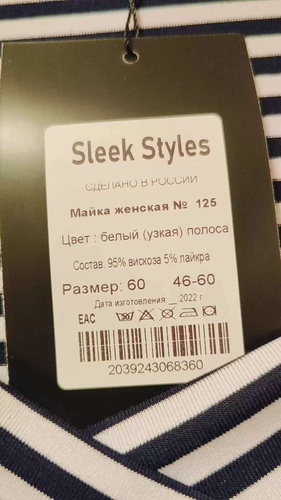 Sleek Styles
СДЕЛАНО В РОССИИ
Майка женская № 125
Цвет : белый (узкая) полоса
Состав: 95% вискоза 5% лайкра
Размер: 60 46-60
Дата изготовления __ 2022 г
EAC
2039243068360